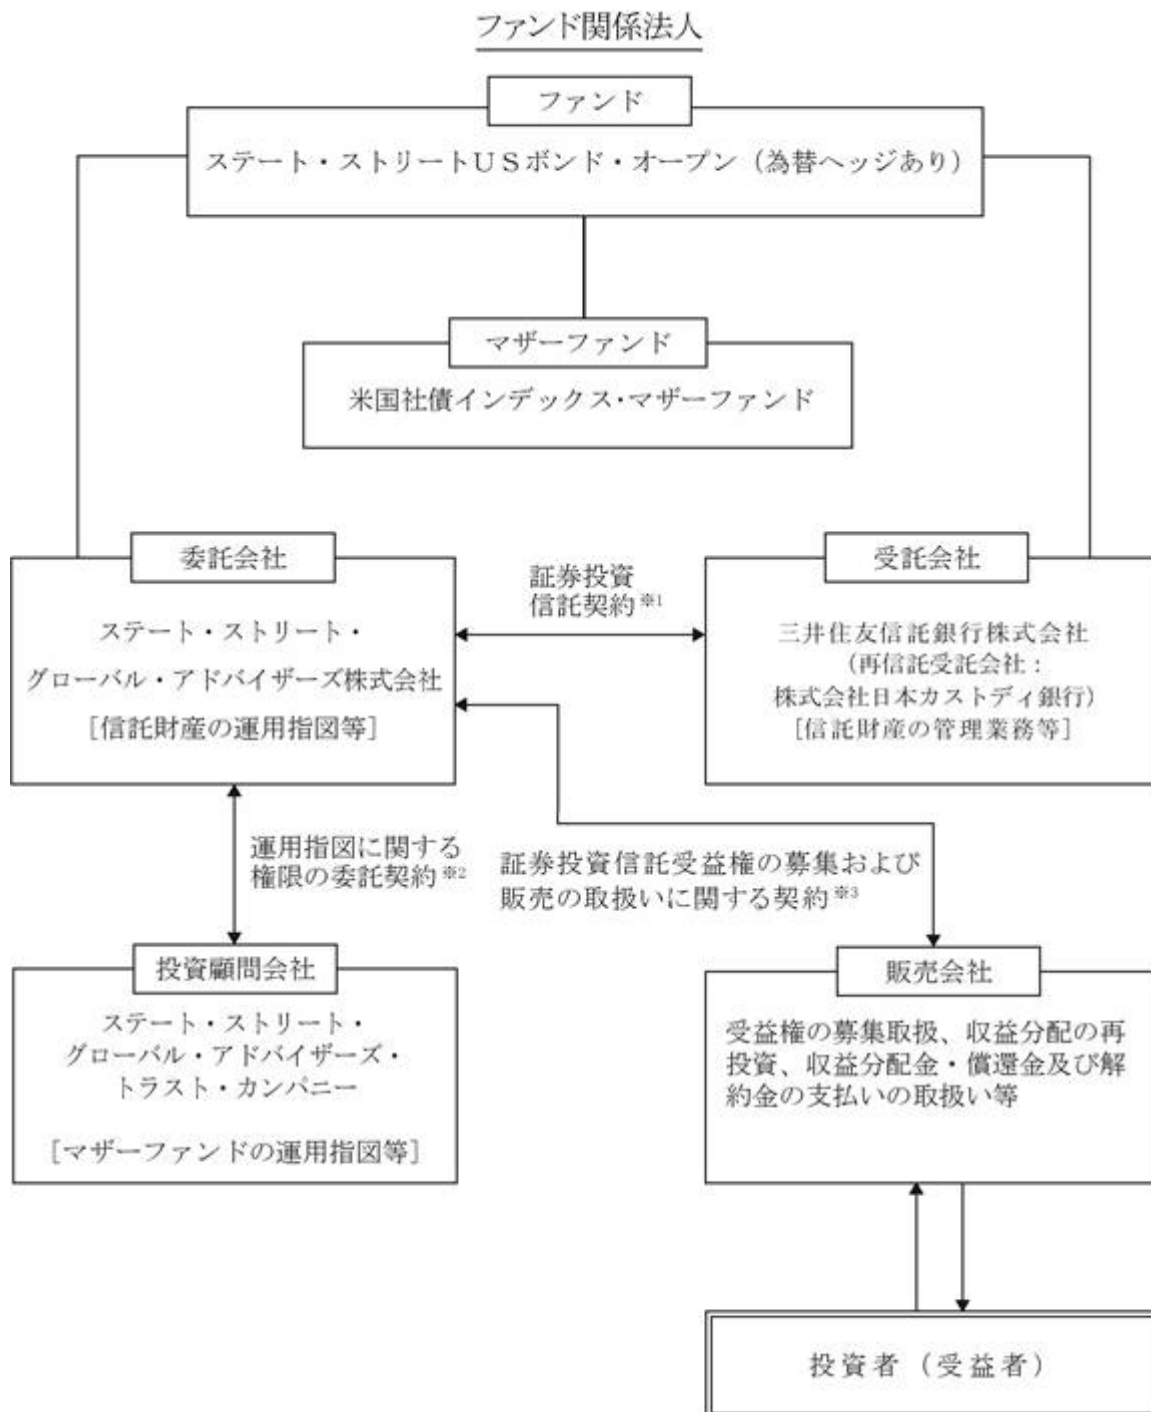 ファンド関係法人
ファンド
ステート・ストリートＵＳボンド・オープン（為替ヘッジあり）
マザーファンド
米国社債インデックス・マザーファンド
委託会社
ステート・ストリート・
グローバル・アドバイザーズ株式会社
［信託財産の運用指図等］
証券投資
信託契約※1
受託会社
三井住友信託銀行株式会社
（再信託受託会社：
株式会社日本カストディ銀行）
［信託財産の管理業務等］
運用指図に関する
権限の委託契約※2
証券投資信託受益権の募集および
販売の取扱いに関する契約※3
投資顧問会社
ステート・ストリート・
グローバル・アドバイザーズ・
トラスト・カンパニー
［マザーファンドの運用指図等］
販売会社
受益権の募集取扱、収益分配の再
投資、収益分配金・償還金及び解
約金の支払いの取扱い等
投資者（受益者）